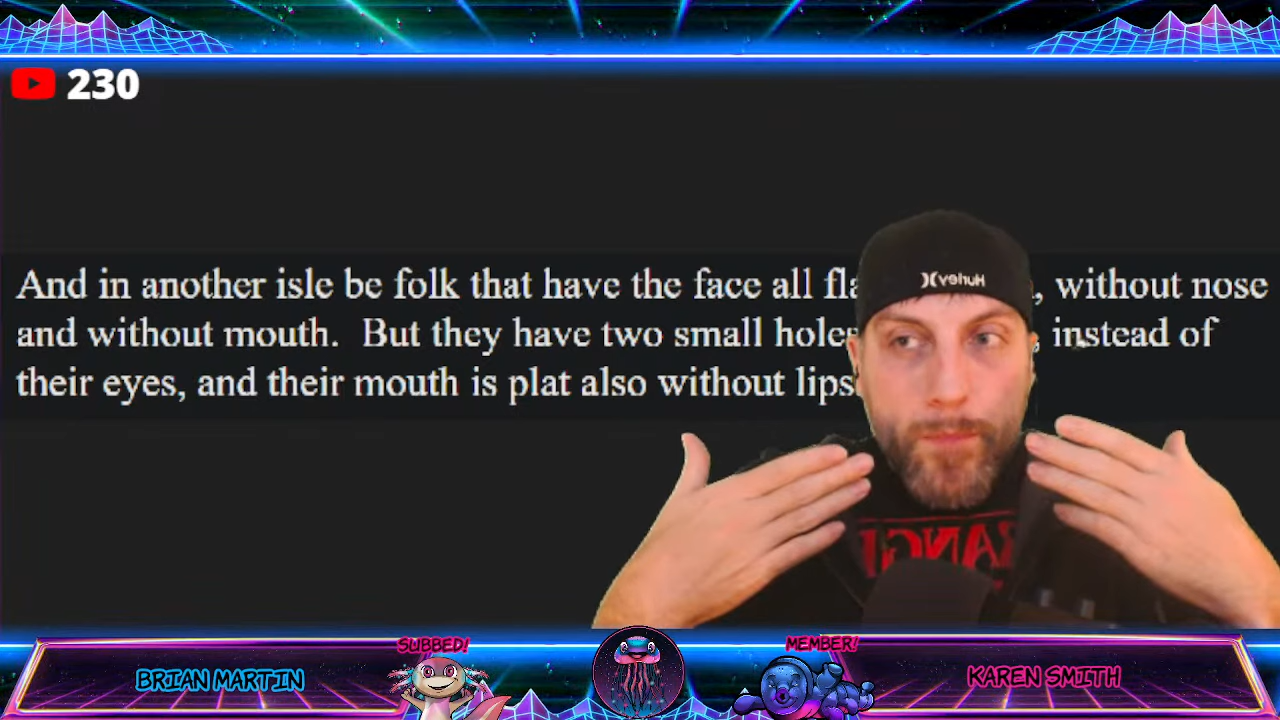 230
And in another isle be folk that have the face all , without nose
and without mouth. But they have two small instead of
their eyes, and their mouth is plat also without lips.
Hurley
SUBBED!
MEMBER!
BRIAN MARTIN
KAREN SMITH